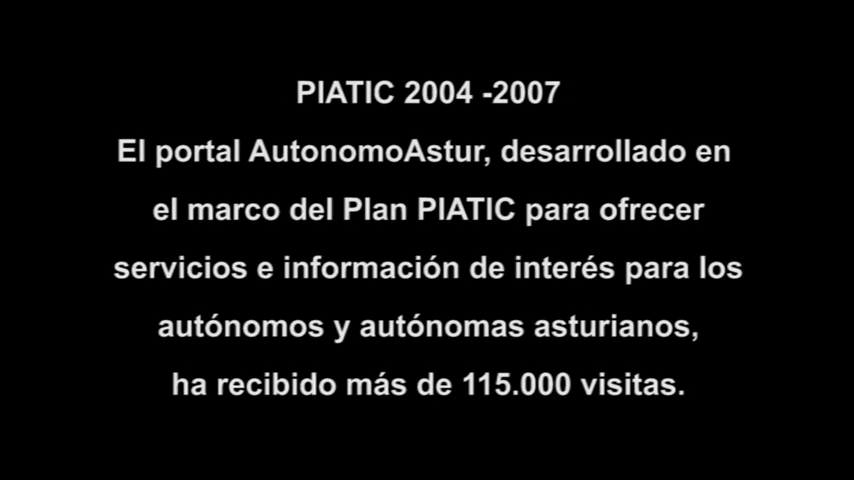 PIATIC 2004 -2007
El portal AutonomoAstur, desarrollado en
el marco del Plan PIATIC para ofrecer
servicios e información de interés para los
autónomos y autónomas asturianos,
ha recibido más de 115.000 visitas.